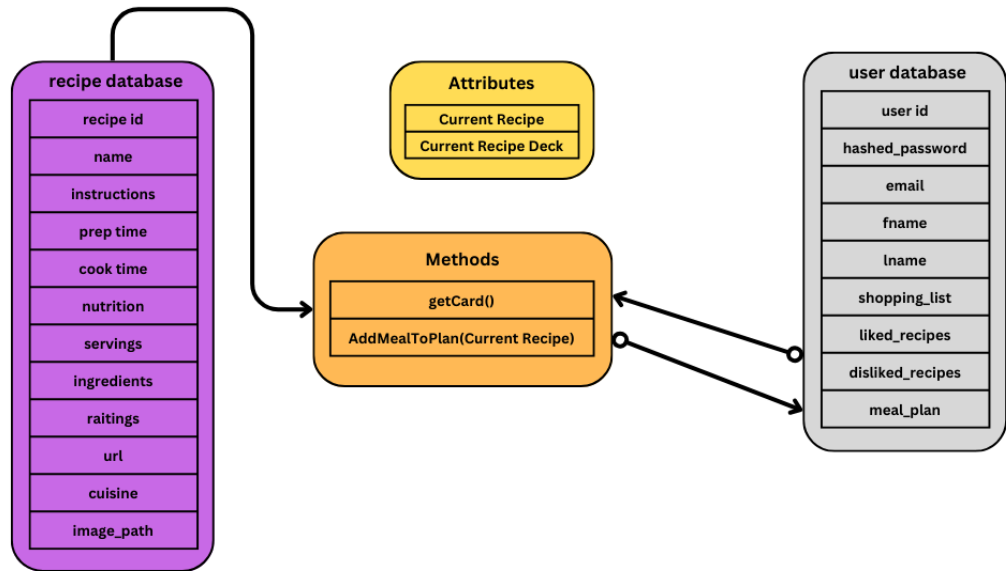 recipe database
recipe id
name
instructions
prep time
cook time
nutrition
servings
ingredients
raitings
url
cuisine
image_path
Attributes
Current Recipe
Current Recipe Deck
Methods
getCard()
AddMealToPlan(Current Recipe)
user database
user id
hashed_password
email
fname
lname
shopping_list
liked_recipes
disliked_recipes
meal_plan